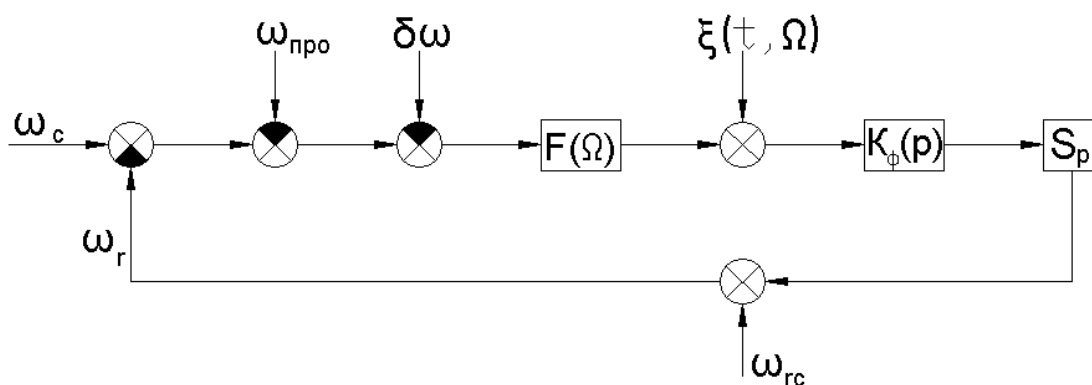 ω_про
δω
ξ(t, Ω)
ω_c
F(Ω)
K_ф(p)
S_p
ω_r
ω_rc